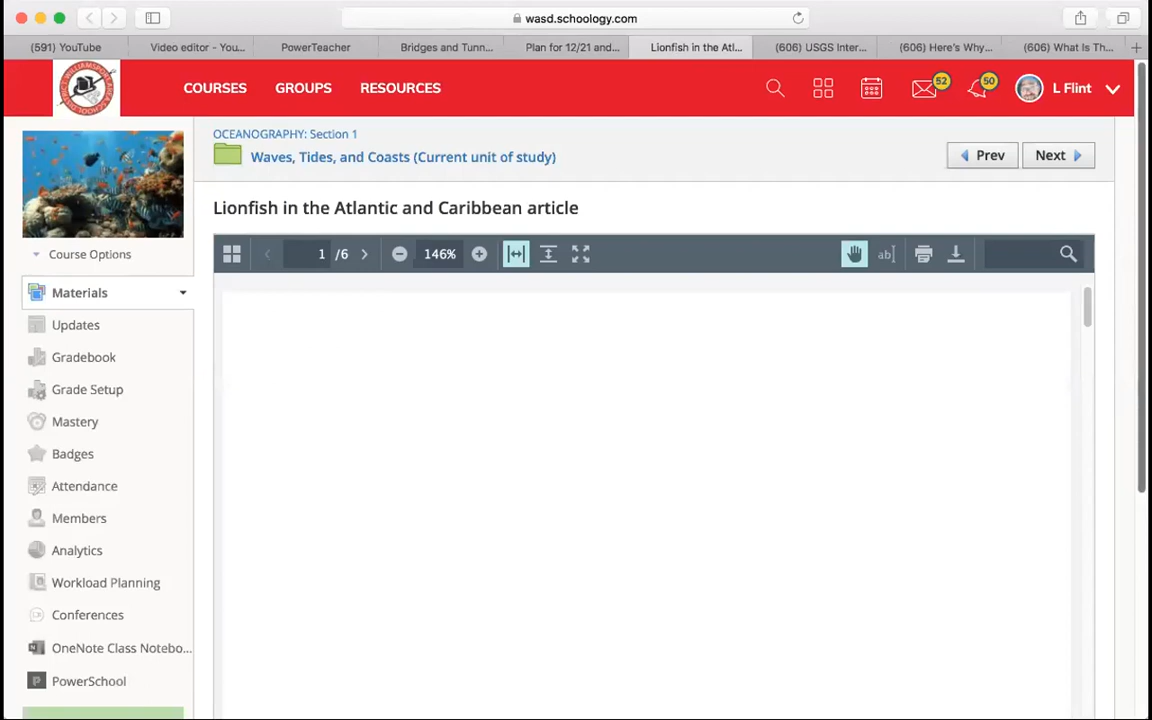 wasd.schoology.com
(591) YouTube
Video editor - You...
PowerTeacher
Bridges and Tunn...
Plan for 12/21 and...
Lionfish in the Atl...
(606) USGS Inter...
(606) Here's Why...
(606) What Is Th...
COURSES
GROUPS
RESOURCES
52
50
L Flint
OCEANOGRAPHY: Section 1
Waves, Tides, and Coasts (Current unit of study)
Prev
Next
Lionfish in the Atlantic and Caribbean article
1 /6
146%
ab
Course Options
Materials
Updates
Gradebook
Grade Setup
Mastery
Badges
Attendance
Members
Analytics
Workload Planning
Conferences
OneNote Class Notebo...
PowerSchool